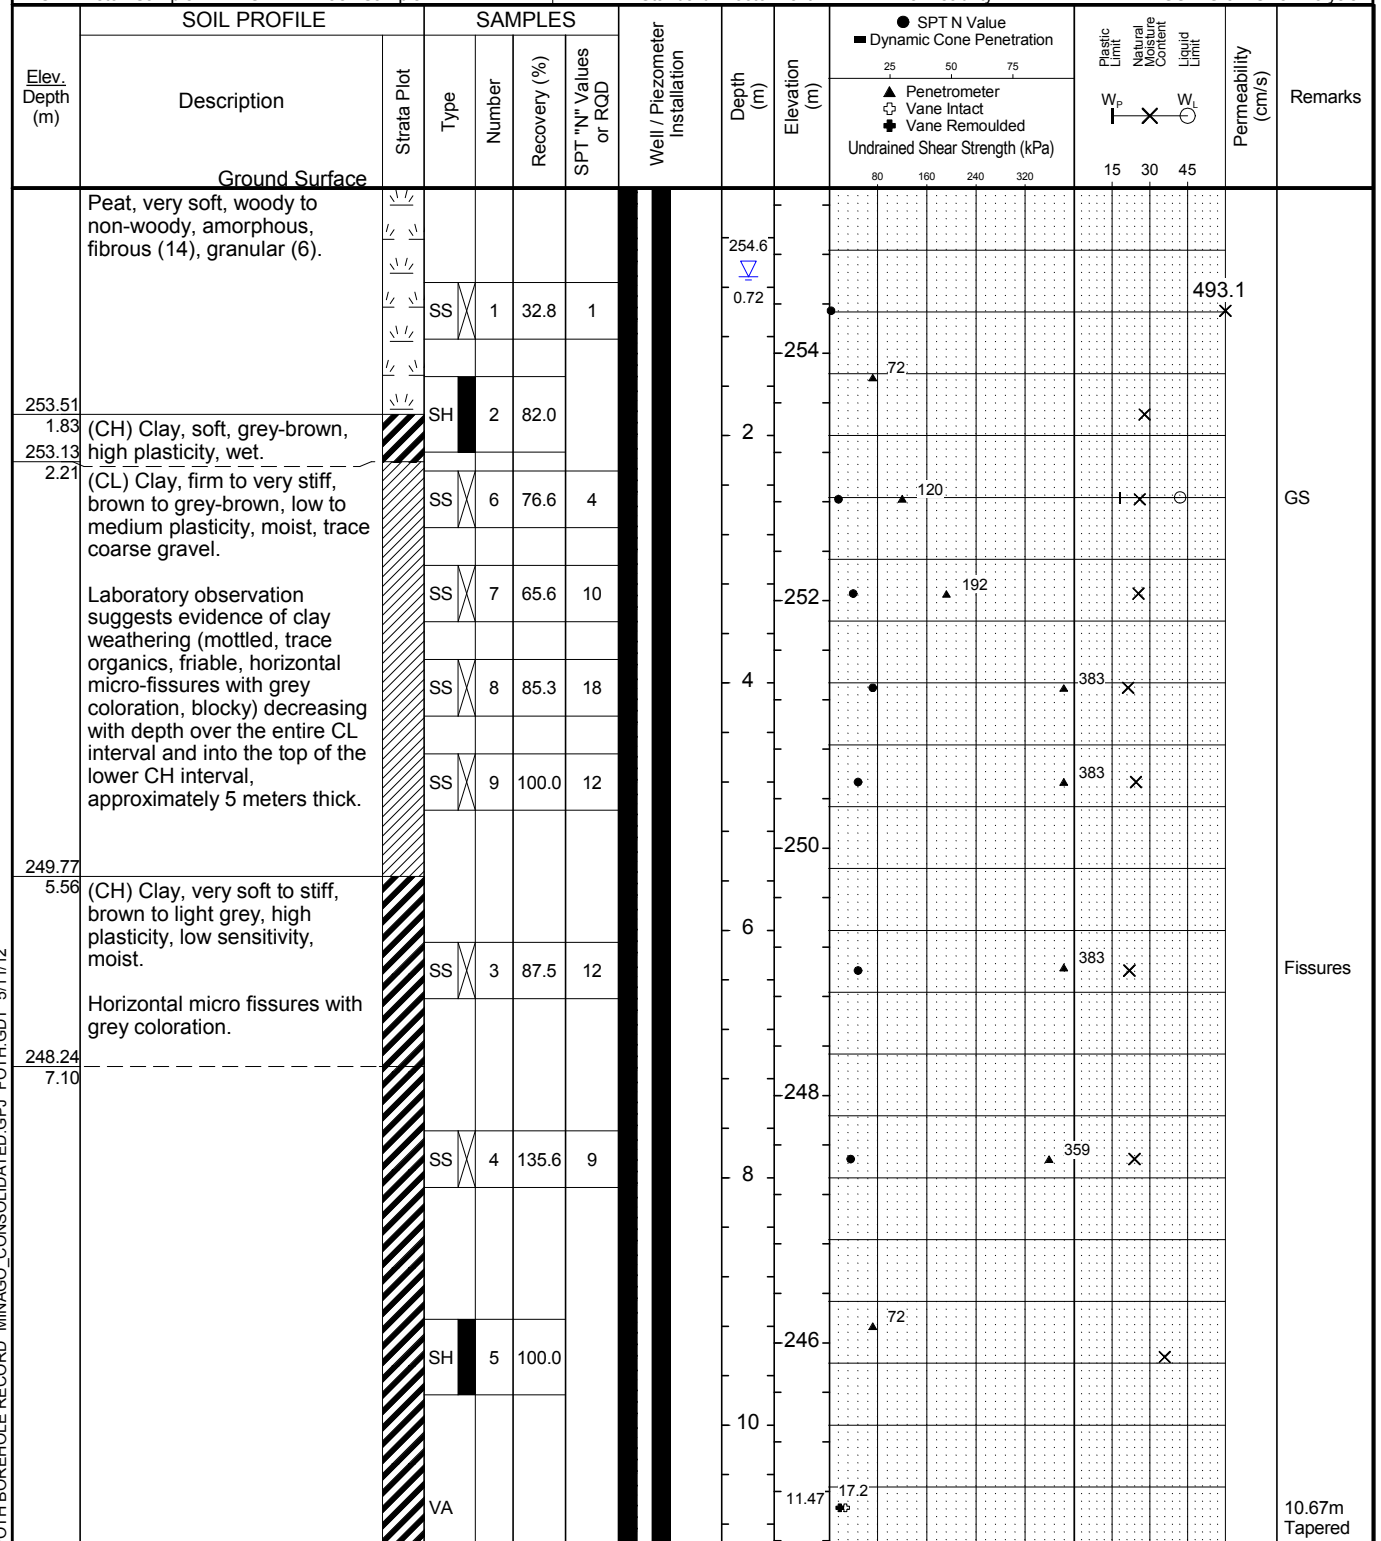 SOIL PROFILE
SAMPLES
Elev.
Depth
(m)
Description
Ground Surface
Strata Plot
Type
Number
Recovery (%)
SPT "N" Values
or RQD
Well / Piezometer
Installation
Depth
(m)
Elevation
(m)
SPT N Value
Dynamic Cone Penetration
25 50 75
Penetrometer
Vane Intact
Vane Remoulded
Undrained Shear Strength (kPa)
80 160 240 320
Plastic
Limit
Natural
Moisture
Content
Liquid
Limit
WP WL
15 30 45
Permeability
(cm/s)
Remarks
Peat, very soft, woody to
non-woody, amorphous,
fibrous (14), granular (6).
254.6
0.72
493.1
SS 1 32.8 1
254
72
SH 2 82.0
253.51
1.83
(CH) Clay, soft, grey-brown,
high plasticity, wet.
2
253.13
2.21
(CL) Clay, firm to very stiff,
brown to grey-brown, low to
medium plasticity, moist, trace
coarse gravel.
SS 6 76.6 4
120
GS
Laboratory observation
suggests evidence of clay
weathering (mottled, trace
organics, friable, horizontal
micro-fissures with grey
coloration, blocky) decreasing
with depth over the entire CL
interval and into the top of the
lower CH interval,
approximately 5 meters thick.
SS 7 65.6 10
252
192
SS 8 85.3 18
4
383
SS 9 100.0 12
383
250
249.77
5.56
(CH) Clay, very soft to stiff,
brown to light grey, high
plasticity, low sensitivity,
moist.
Horizontal micro fissures with
grey coloration.
6
SS 3 87.5 12
383
Fissures
248.24
7.10
248
SS 4 135.6 9
359
8
72
246
SH 5 100.0
10
VA
11.47
17.2
10.67m
Tapered
OTH BOREHOLE RECORD MINAGO_CONSOLIDATED.GPJ FOTH.GDT 5/11/12